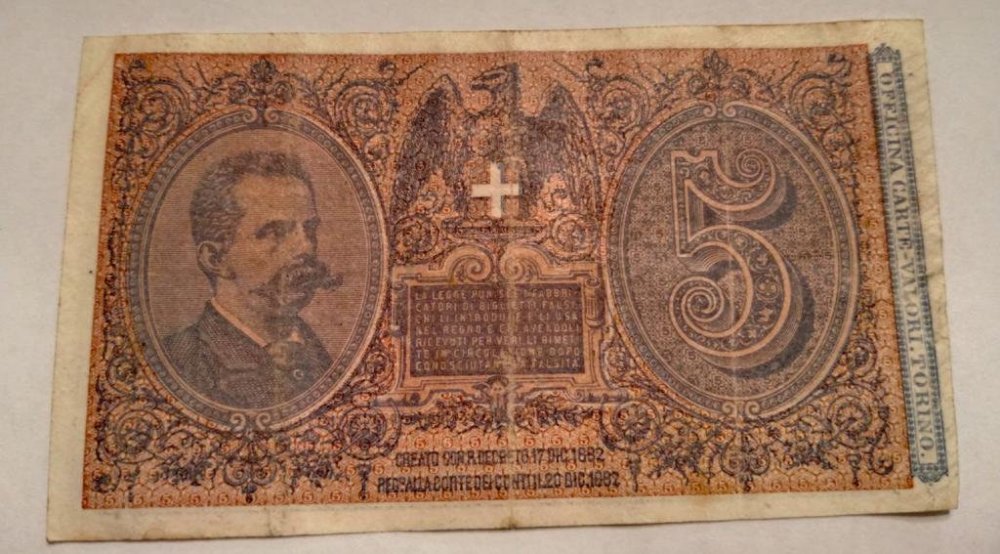 LA LEGGE PUNISCE I FABBRI-
CATORI DI BIGLIETTI FALSI
CHI LI INTRODUCE E LI USA
NEL REGNO E CHI AVENDOLI
RICEVUTI PER VERI LI RIMET-
TE IN CIRCOLAZIONE DOPO
CONOSCIUTA LA FALSITÀ
5
CREATO CON R. DECRETO 17 DIC. 1882
REG. ALLA CORTE DEI CONTI IL 20 DIC. 1882
OFFICINA CARTE-VALORI. TORINO.